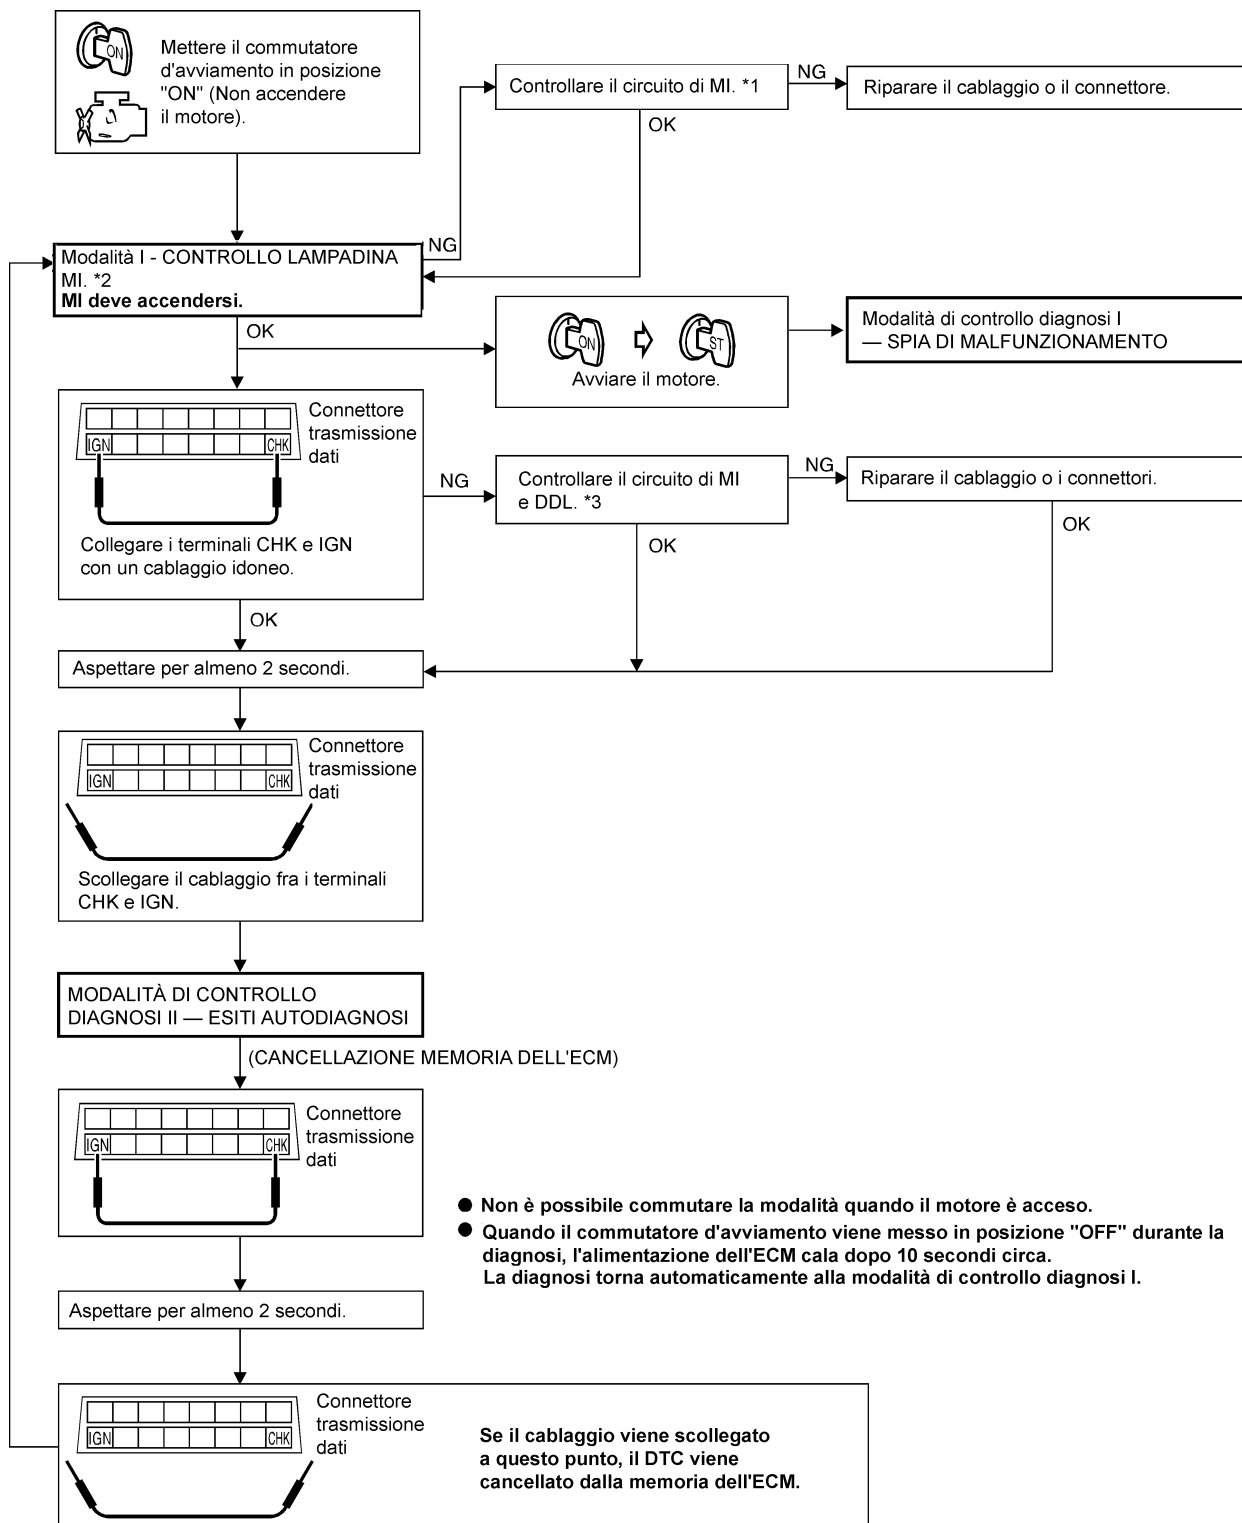 ON
Mettere il commutatore
d'avviamento in posizione
"ON" (Non accendere
il motore).
Controllare il circuito di MI. *1
NG
Riparare il cablaggio o il connettore.
OK
NG
Modalità I - CONTROLLO LAMPADINA
MI. *2
MI deve accendersi.
OK
ON
ST
Avviare il motore.
Modalità di controllo diagnosi I
— SPIA DI MALFUNZIONAMENTO
Connettore
trasmissione
dati
IGN
CHK
Collegare i terminali CHK e IGN
con un cablaggio idoneo.
NG
Controllare il circuito di MI
e DDL. *3
NG
Riparare il cablaggio o i connettori.
OK
OK
OK
Aspettare per almeno 2 secondi.
Connettore
trasmissione
dati
IGN
CHK
Scollegare il cablaggio fra i terminali
CHK e IGN.
MODALITÀ DI CONTROLLO
DIAGNOSI II — ESITI AUTODIAGNOSI
(CANCELLAZIONE MEMORIA DELL'ECM)
Connettore
trasmissione
dati
IGN
CHK
● Non è possibile commutare la modalità quando il motore è acceso.
● Quando il commutatore d'avviamento viene messo in posizione "OFF" durante la
diagnosi, l'alimentazione dell'ECM cala dopo 10 secondi circa.
La diagnosi torna automaticamente alla modalità di controllo diagnosi I.
Aspettare per almeno 2 secondi.
Connettore
trasmissione
dati
IGN
CHK
Se il cablaggio viene scollegato
a questo punto, il DTC viene
cancellato dalla memoria dell'ECM.